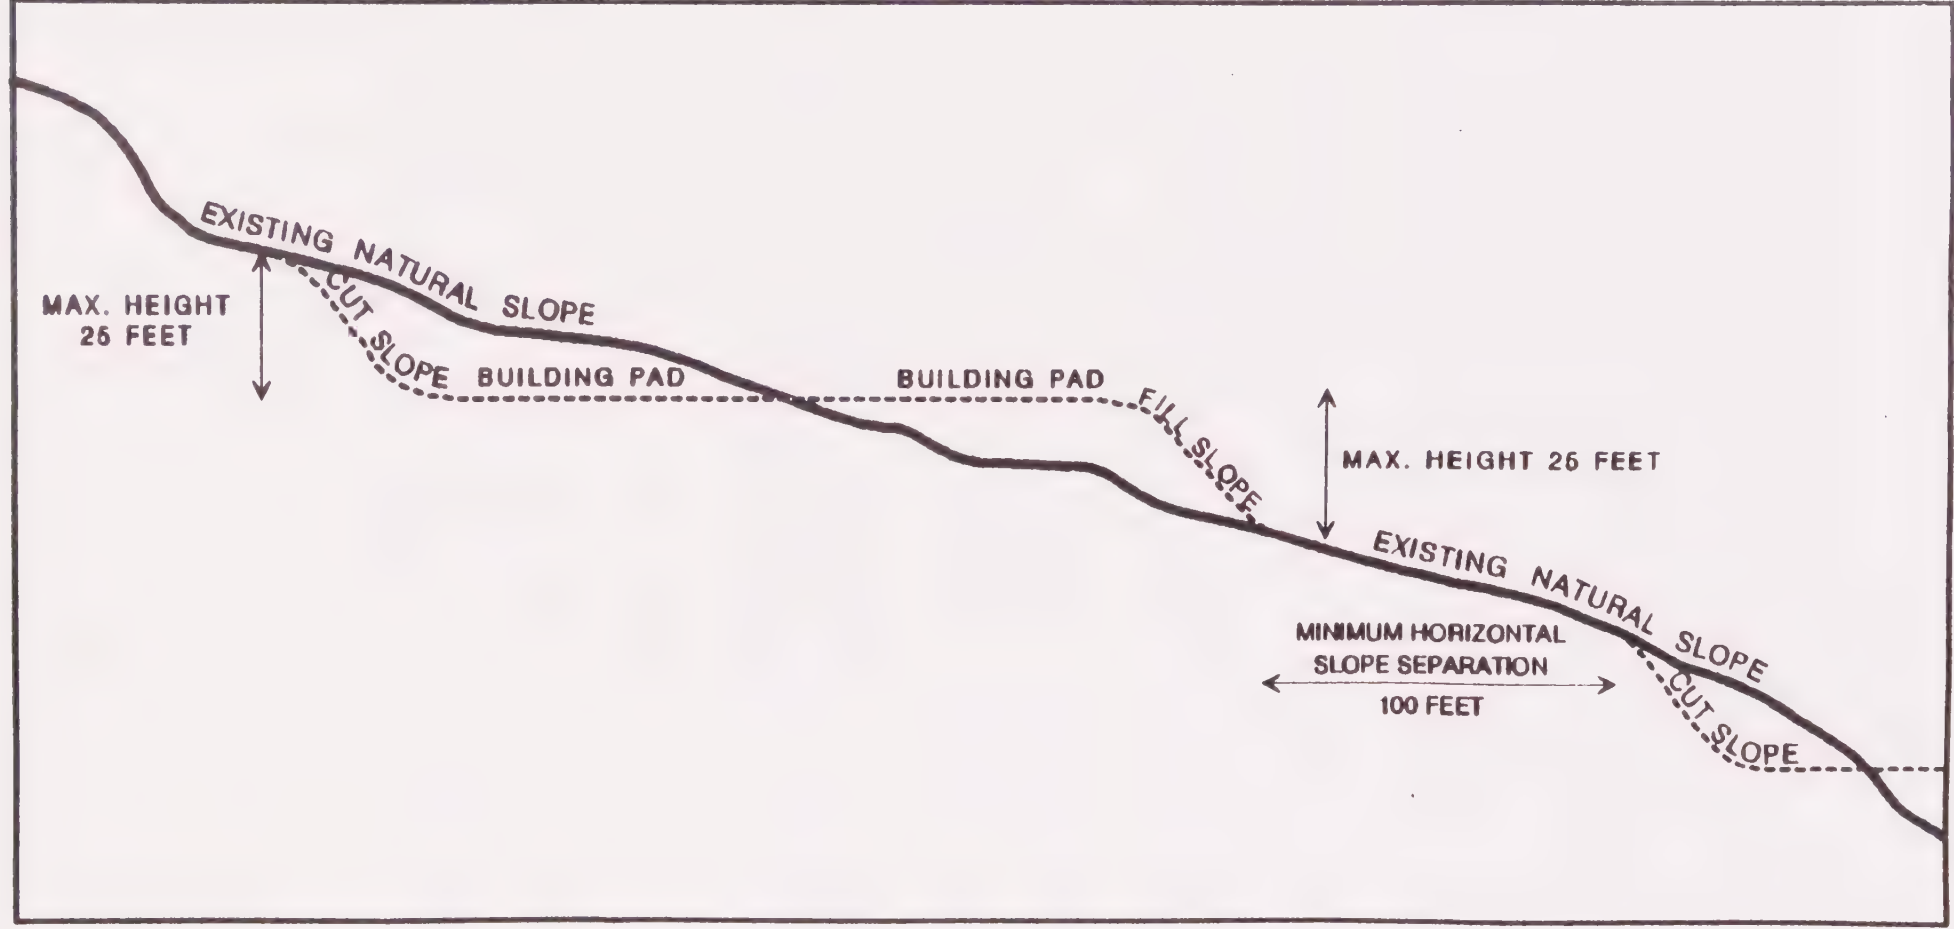 EXISTING NATURAL SLOPE
MAX. HEIGHT
25 FEET
CUT SLOPE
BUILDING PAD
BUILDING PAD
FILL SLOPE
MAX. HEIGHT 25 FEET
EXISTING NATURAL SLOPE
MINIMUM HORIZONTAL
SLOPE SEPARATION
100 FEET
CUT SLOPE